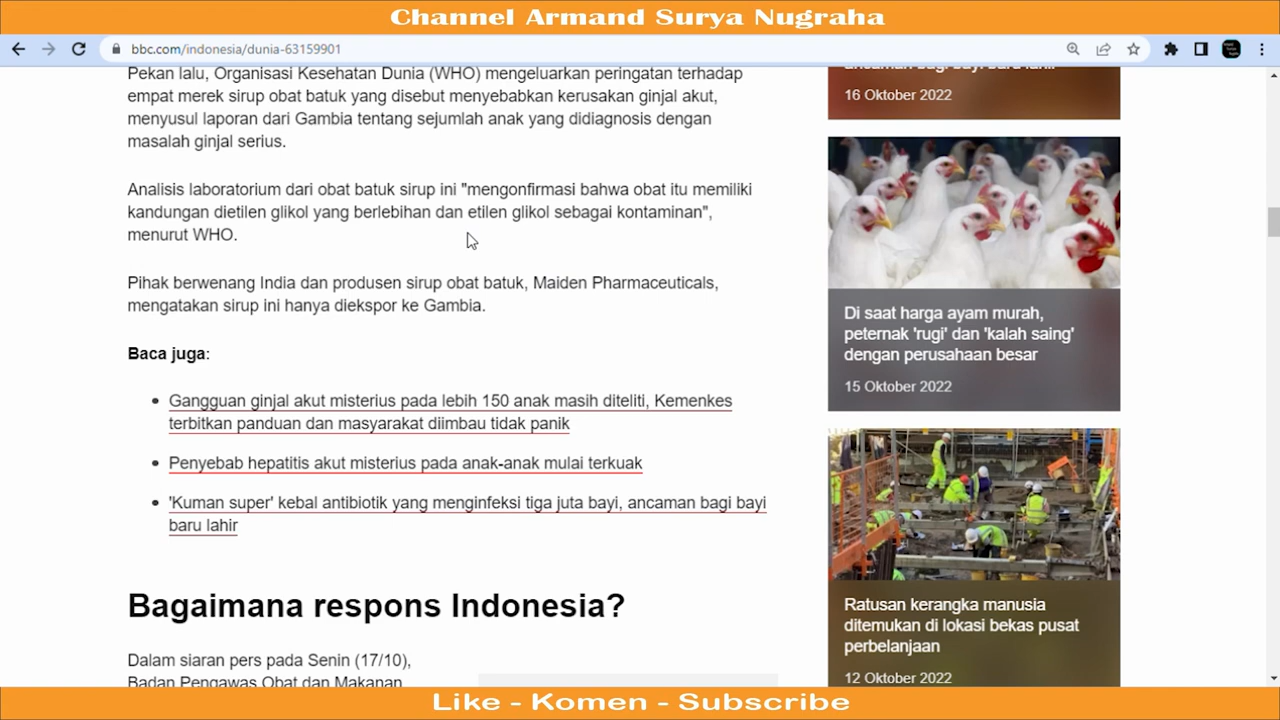 Channel Armand Surya Nugraha
bbc.com/indonesia/dunia-63159901
Pekan lalu, Organisasi Kesehatan Dunia (WHO) mengeluarkan peringatan terhadap
empat merek sirup obat batuk yang disebut menyebabkan kerusakan ginjal akut,
menyusul laporan dari Gambia tentang sejumlah anak yang didiagnosis dengan
masalah ginjal serius.
Analisis laboratorium dari obat batuk sirup ini "mengonfirmasi bahwa obat itu memiliki
kandungan dietilen glikol yang berlebihan dan etilen glikol sebagai kontaminan",
menurut WHO.
Pihak berwenang India dan produsen sirup obat batuk, Maiden Pharmaceuticals,
mengatakan sirup ini hanya diekspor ke Gambia.
Baca juga:
Gangguan ginjal akut misterius pada lebih 150 anak masih diteliti, Kemenkes
terbitkan panduan dan masyarakat diimbau tidak panik
Penyebab hepatitis akut misterius pada anak-anak mulai terkuak
'Kuman super' kebal antibiotik yang menginfeksi tiga juta bayi, ancaman bagi bayi
baru lahir
Bagaimana respons Indonesia?
Dalam siaran pers pada Senin (17/10),
Badan Pengawas Obat dan Makanan
16 Oktober 2022
Di saat harga ayam murah,
peternak 'rugi' dan 'kalah saing'
dengan perusahaan besar
15 Oktober 2022
Ratusan kerangka manusia
ditemukan di lokasi bekas pusat
perbelanjaan
12 Oktober 2022
Like - Komen - Subscribe